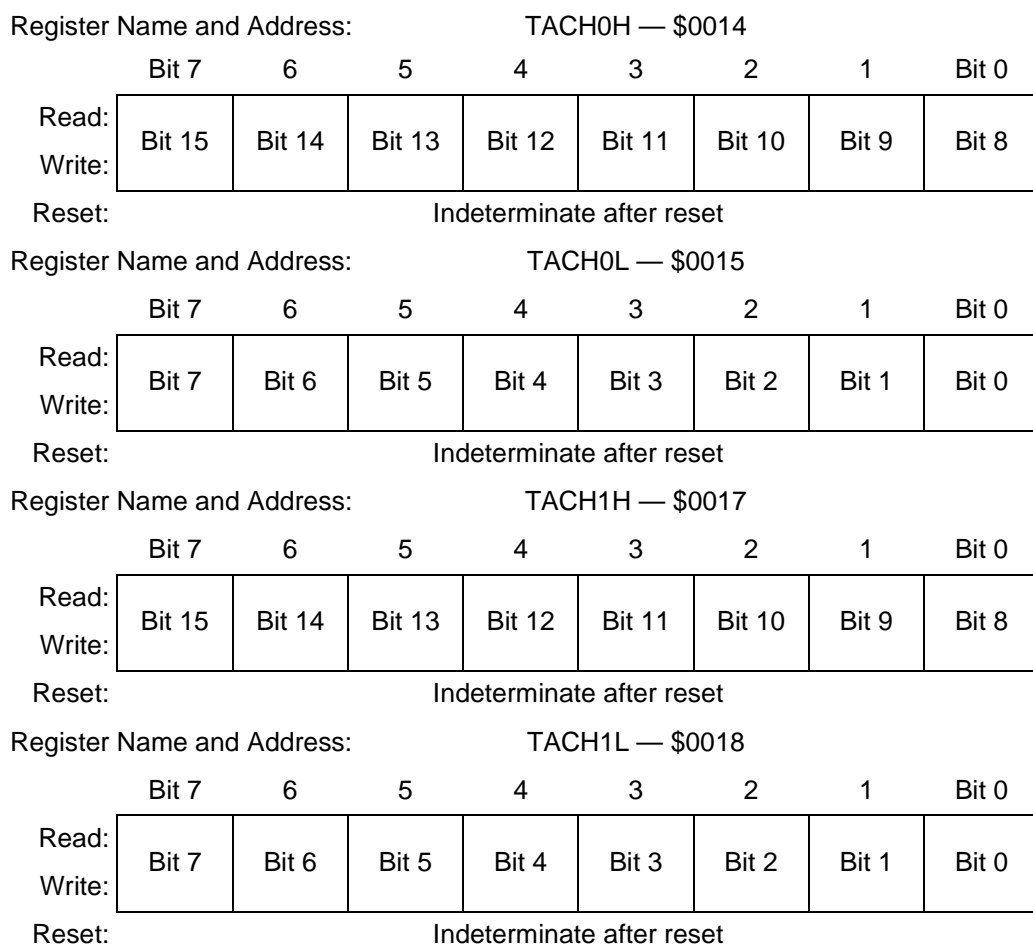 Register Name and Address: TACH0H — $0014
Bit 7 6 5 4 3 2 1 Bit 0
Read:
Bit 15 Bit 14 Bit 13 Bit 12 Bit 11 Bit 10 Bit 9 Bit 8
Write:
Reset: Indeterminate after reset
Register Name and Address: TACH0L — $0015
Bit 7 6 5 4 3 2 1 Bit 0
Read:
Bit 7 Bit 6 Bit 5 Bit 4 Bit 3 Bit 2 Bit 1 Bit 0
Write:
Reset: Indeterminate after reset
Register Name and Address: TACH1H — $0017
Bit 7 6 5 4 3 2 1 Bit 0
Read:
Bit 15 Bit 14 Bit 13 Bit 12 Bit 11 Bit 10 Bit 9 Bit 8
Write:
Reset: Indeterminate after reset
Register Name and Address: TACH1L — $0018
Bit 7 6 5 4 3 2 1 Bit 0
Read:
Bit 7 Bit 6 Bit 5 Bit 4 Bit 3 Bit 2 Bit 1 Bit 0
Write:
Reset: Indeterminate after reset